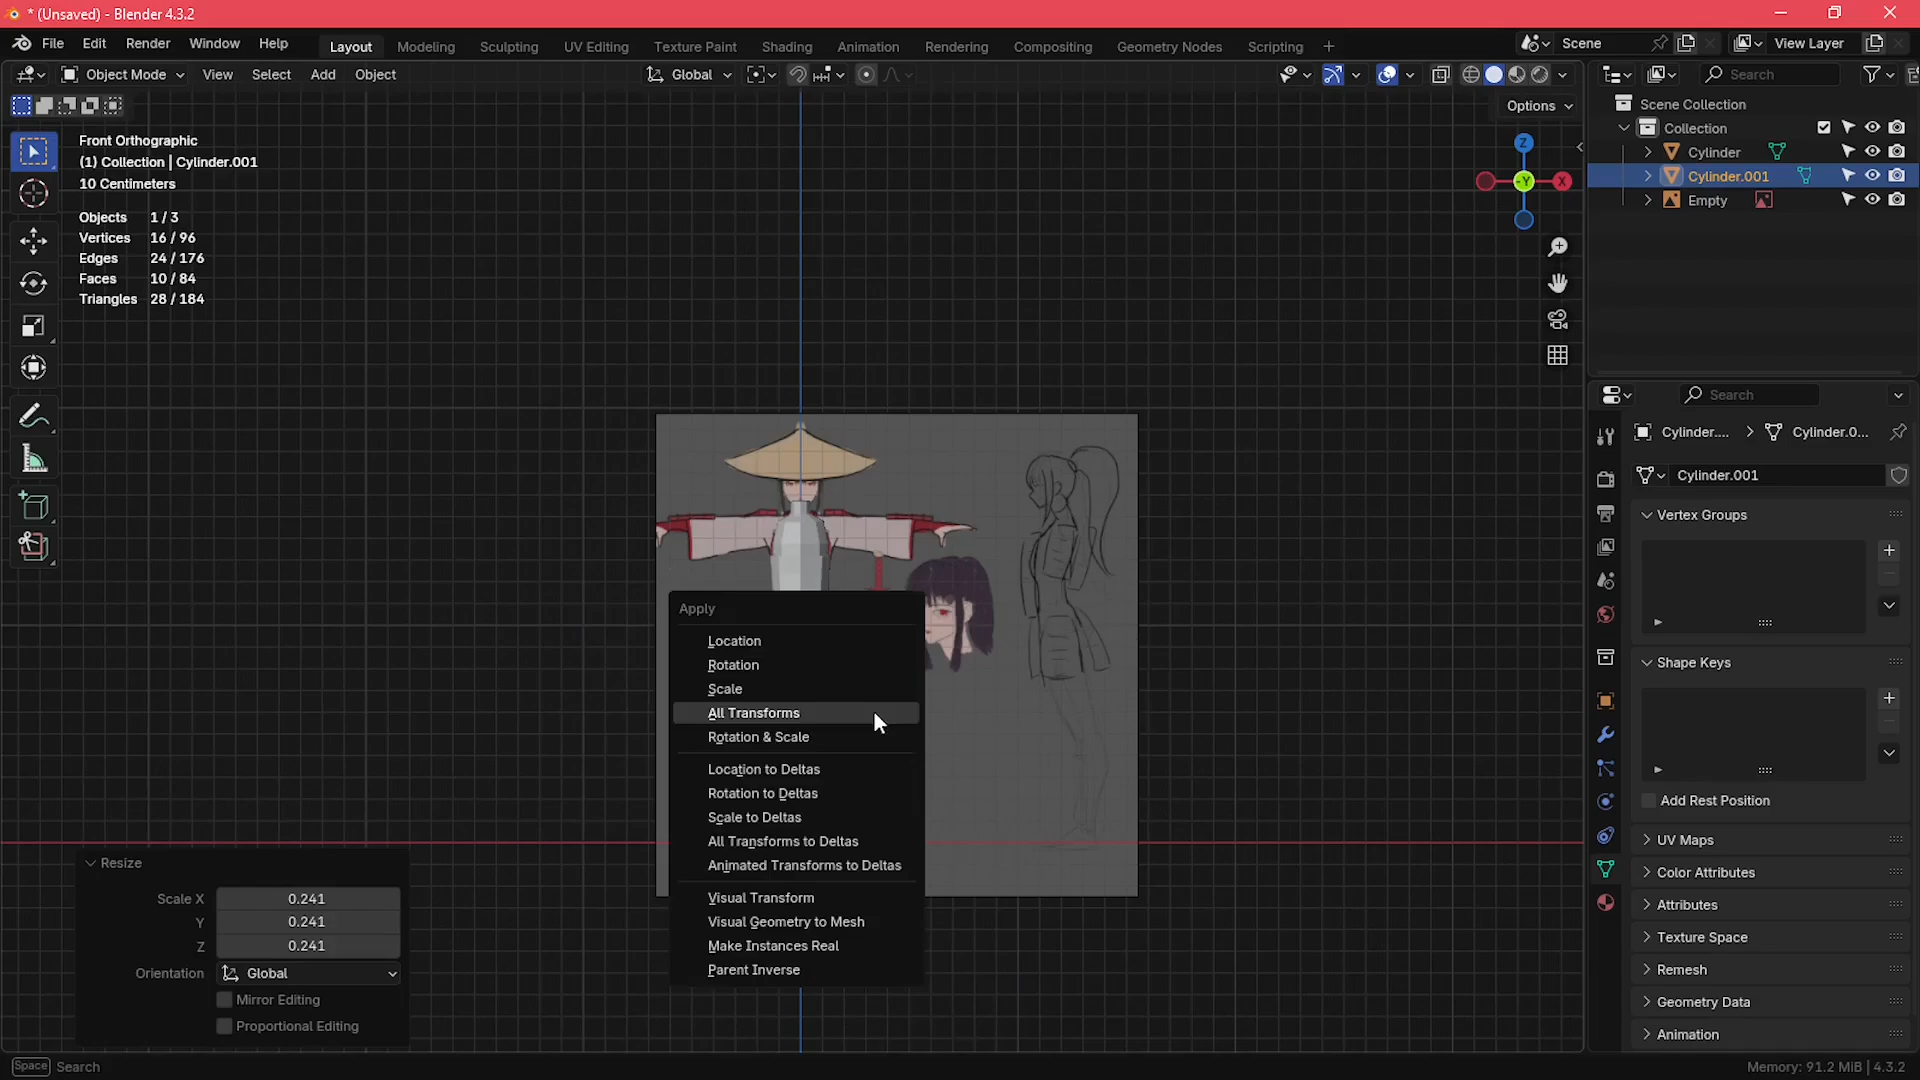 * (Unsaved) - Blender 4.3.2
File Edit Render Window Help Layout Modeling Sculpting UV Editing Texture Paint Shading Animation Rendering Compositing Geometry Nodes Scripting + Scene View Layer
Object Mode View Select Add Object Global Search
Options
Front Orthographic
(1) Collection | Cylinder.001
10 Centimeters
Objects 1 / 3
Vertices 16 / 96
Edges 24 / 176
Faces 10 / 84
Triangles 28 / 184
Z
-Y X
Scene Collection
Collection
Cylinder
Cylinder.001
Empty
Search
Cylinder.... > Cylinder.0...
Cylinder.001
Vertex Groups
Shape Keys
Add Rest Position
UV Maps
Color Attributes
Attributes
Texture Space
Remesh
Geometry Data
Animation
Apply
Location
Rotation
Scale
All Transforms
Rotation & Scale
Location to Deltas
Rotation to Deltas
Scale to Deltas
All Transforms to Deltas
Animated Transforms to Deltas
Visual Transform
Visual Geometry to Mesh
Make Instances Real
Parent Inverse
Resize
Scale X 0.241
Y 0.241
Z 0.241
Orientation Global
Mirror Editing
Proportional Editing
Space Search
Memory: 91.2 MiB | 4.3.2